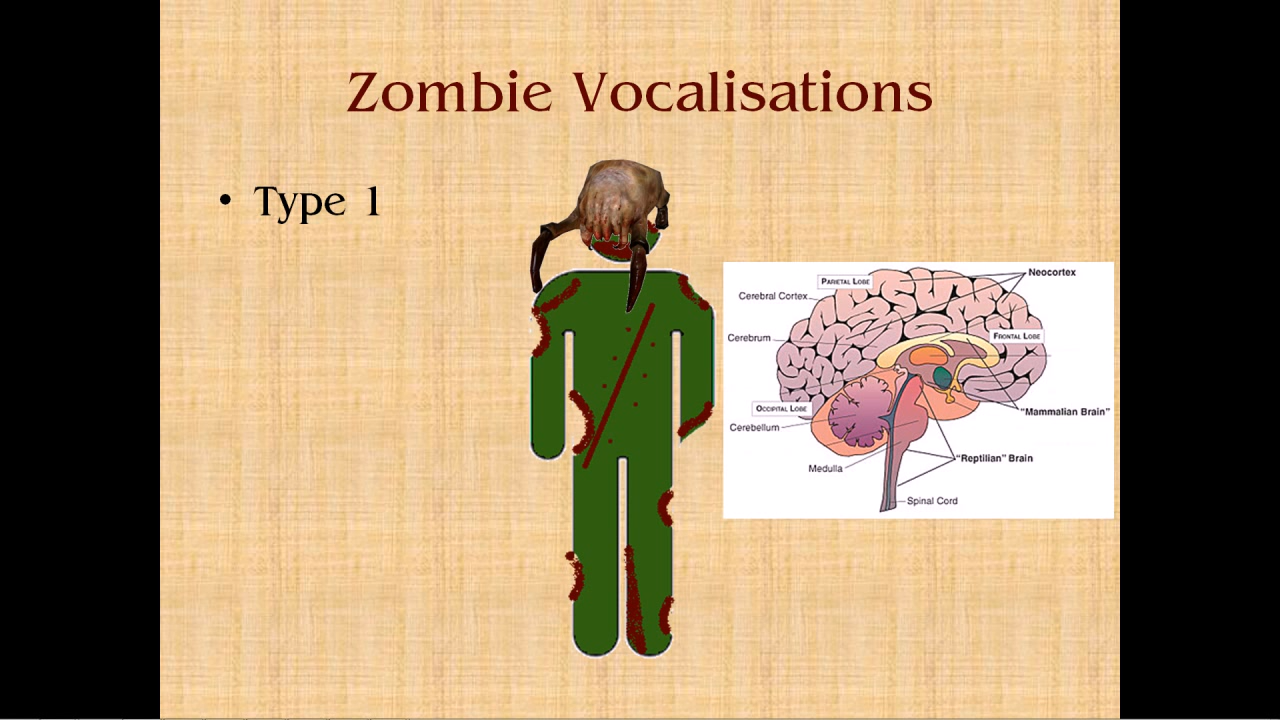 Zombie Vocalisations
• Type 1
Neocortex
PARIETAL LOBE
Cerebral Cortex
Cerebrum
FRONTAL LOBE
OCCIPITAL LOBE
"Mammalian Brain"
Cerebellum
"Reptilian" Brain
Medulla
Spinal Cord